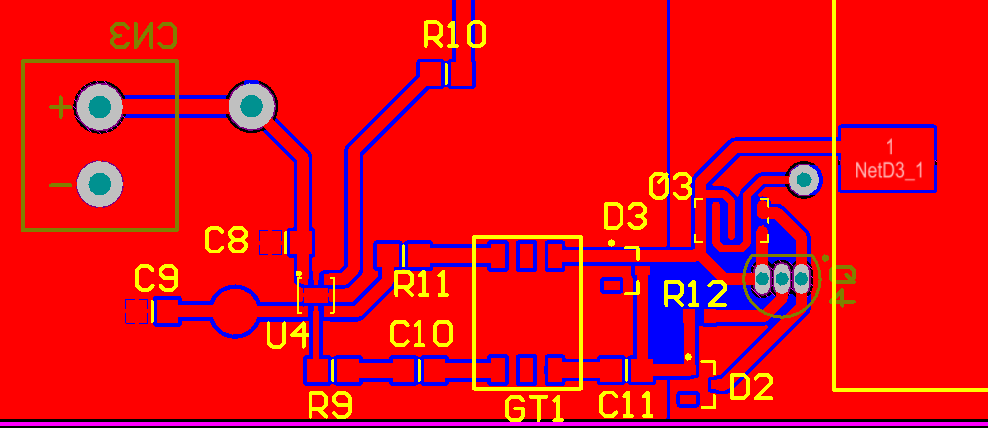 CN3
R10
+
1
NetD3_1
-
Q3
D3
C8
C9
R11
R12
Q4
U4
C10
D2
R9
GT1
C11